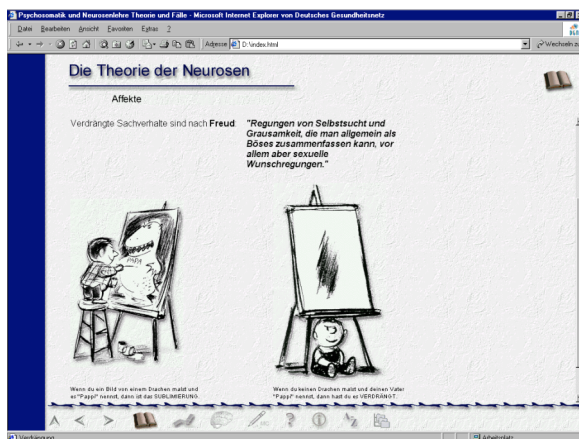 Psychosomatik und Neurosenlehre Theorie und Fälle - Microsoft Internet Explorer von Deutsches Gesundheitsnetz
Datei Bearbeiten Ansicht Favoriten Extras ?
Adresse D:\index.html Wechseln zu
Die Theorie der Neurosen
Affekte
Verdrängte Sachverhalte sind nach Freud: "Regungen von Selbstsucht und
Grausamkeit, die man allgemein als
Böses zusammenfassen kann, vor
allem aber sexuelle
Wunschregungen."
PAPPI
Wenn du ein Bild von einem Drachen malst und
es "Pappi" nennst, dann ist das SUBLIMIERUNG.
Wenn du keinen Drachen malst und deinen Vater
"Pappi" nennst, dann hast du es VERDRÄNGT.
Verdrängung Arbeitsplatz